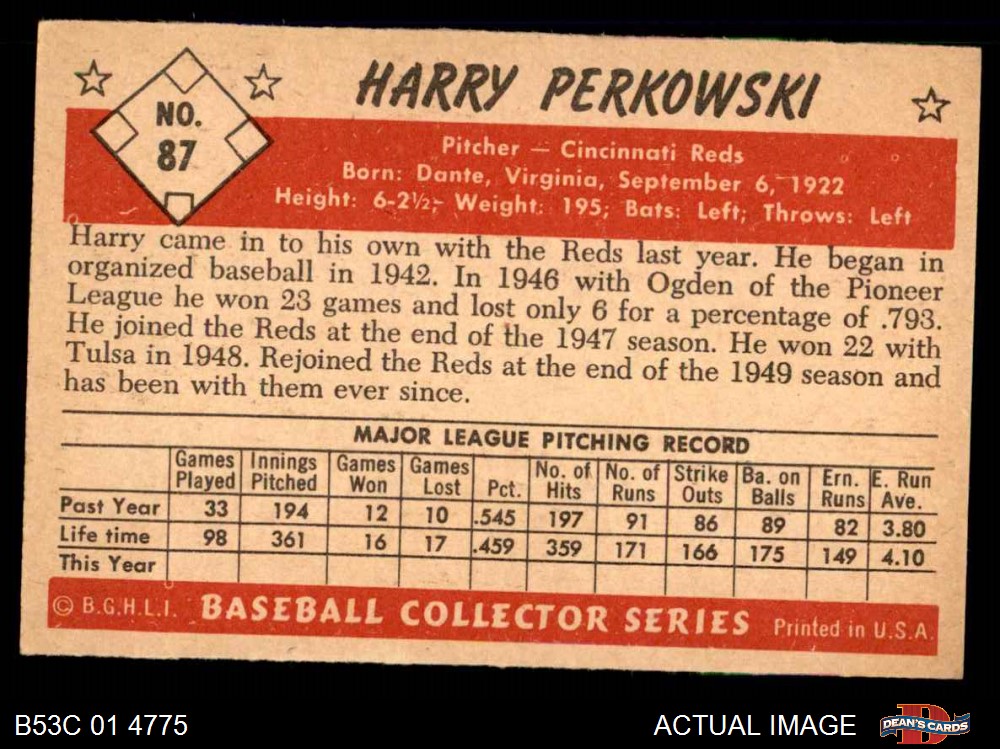 HARRY PERKOWSKI
NO.
87
Pitcher — Cincinnati Reds
Born: Dante, Virginia, September 6, 1922
Height: 6-2½; Weight: 195; Bats: Left; Throws: Left
Harry came in to his own with the Reds last year. He began in
organized baseball in 1942. In 1946 with Ogden of the Pioneer
League he won 23 games and lost only 6 for a percentage of .793.
He joined the Reds at the end of the 1947 season. He won 22 with
Tulsa in 1948. Rejoined the Reds at the end of the 1949 season and
has been with them ever since.
MAJOR LEAGUE PITCHING RECORD
Games Innings Games Games No. of No. of Strike Ba. on Ern. E. Run
Played Pitched Won Lost Pct. Hits Runs Outs Balls Runs Ave.
Past Year 33 194 12 10 .545 197 91 86 89 82 3.80
Life time 98 361 16 17 .459 359 171 166 175 149 4.10
This Year
© B.G.H.L.I. BASEBALL COLLECTOR SERIES Printed in U.S.A.
B53C 01 4775 ACTUAL IMAGE DEAN'S CARDS